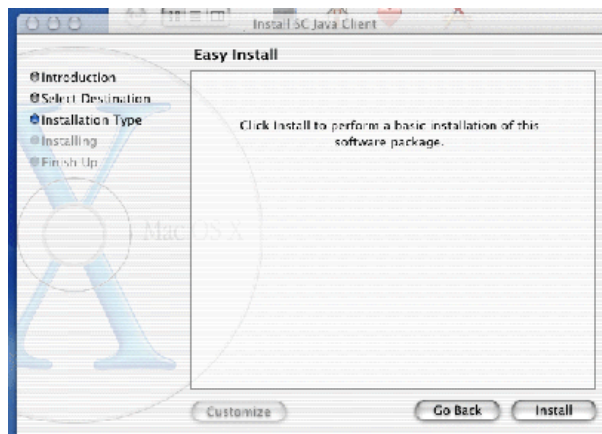 Install SC Java Client
Easy Install
Introduction
Select Destination
Installation Type
Installing
Finish Up
Click Install to perform a basic installation of this
software package.
Mac OS X
Customize
Go Back
Install